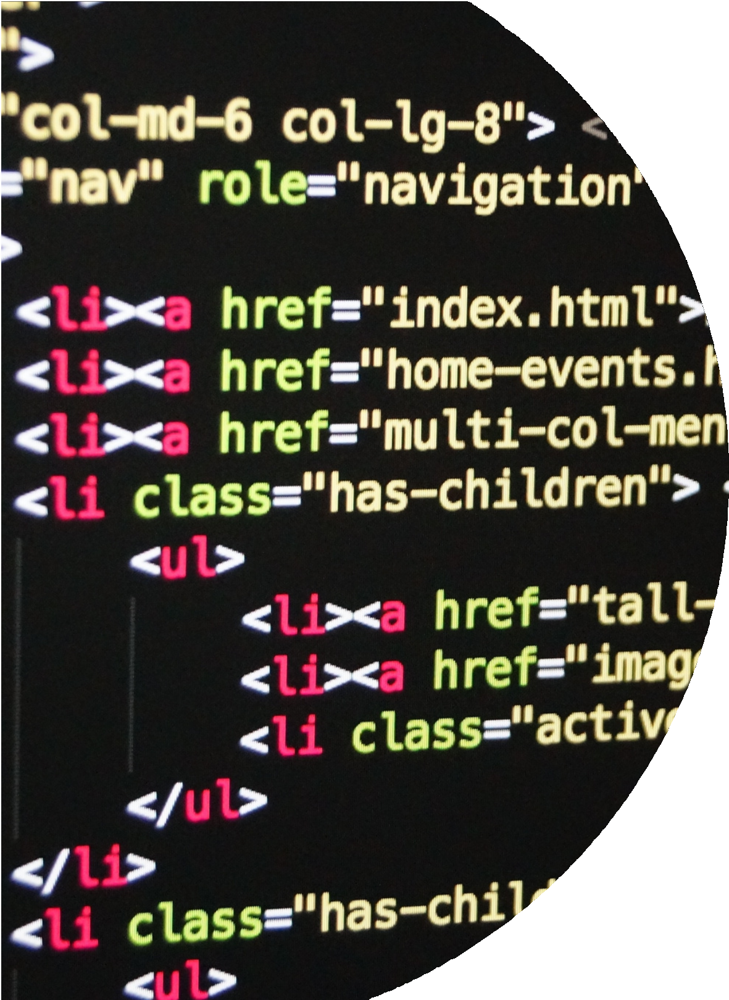 ">
"col-md-6 col-lg-8"> <
="nav" role="navigation"
>
<li><a href="index.html">
<li><a href="home-events.h
<li><a href="multi-col-men
<li class="has-children"> <
<ul>
<li><a href="tall-
<li><a href="imag
<li class="active
</ul>
</li>
<li class="has-child
<ul>